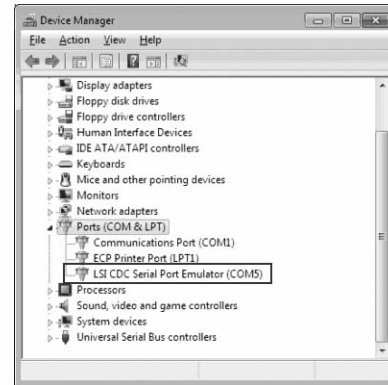 Device Manager
File Action View Help
Display adapters
Floppy disk drives
Floppy drive controllers
Human Interface Devices
IDE ATA/ATAPI controllers
Keyboards
Mice and other pointing devices
Monitors
Network adapters
Ports (COM & LPT)
Communications Port (COM1)
ECP Printer Port (LPT1)
LSI CDC Serial Port Emulator (COM5)
Processors
Sound, video and game controllers
System devices
Universal Serial Bus controllers